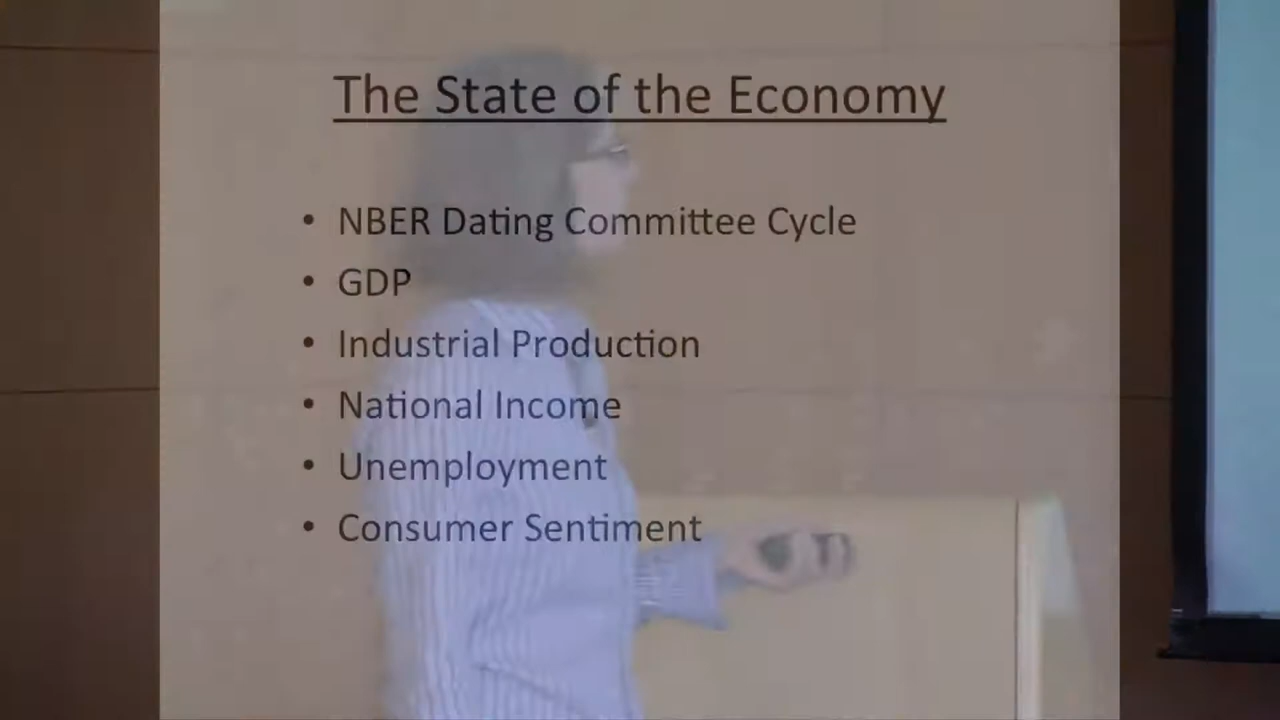 The State of the Economy
• NBER Dating Committee Cycle
• GDP
• Industrial Production
• National Income
• Unemployment
• Consumer Sentiment